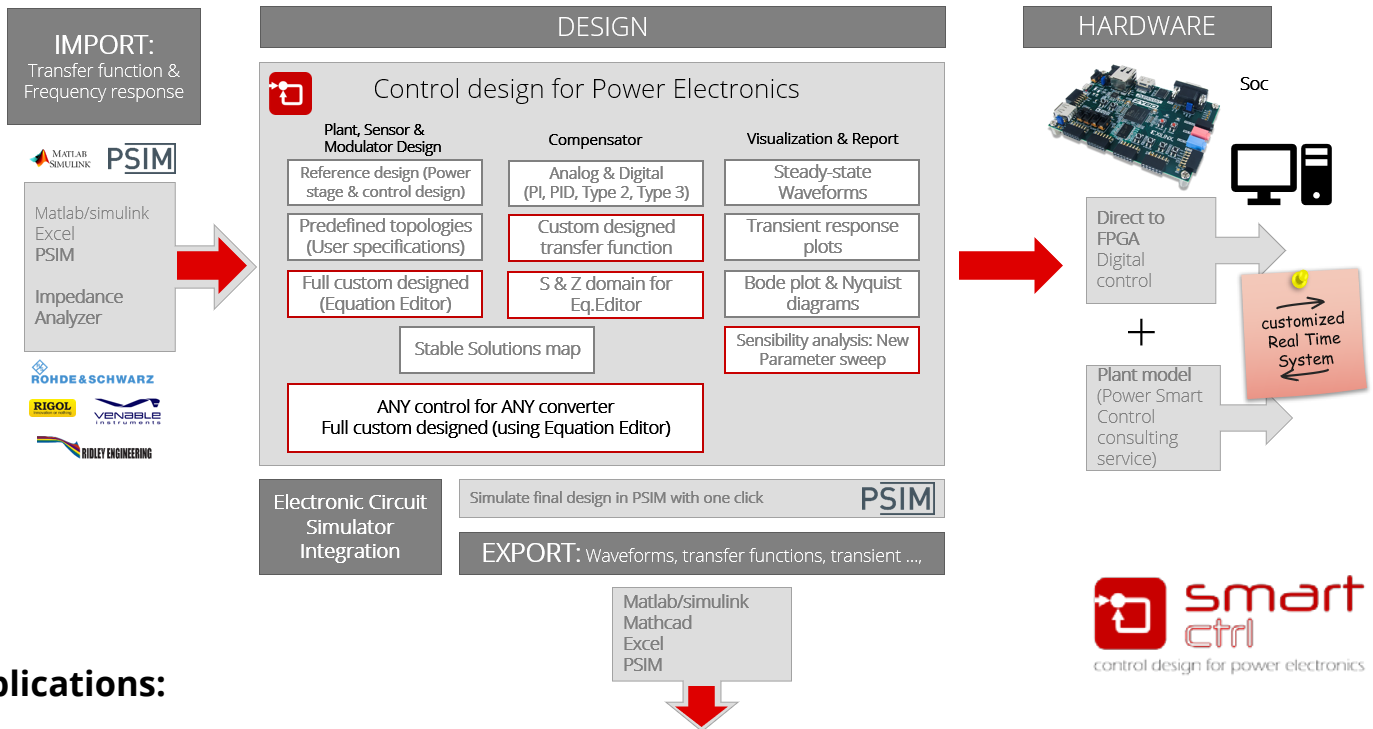 IMPORT:
Transfer function &
Frequency response
MATLAB
SIMULINK
PSIM
Matlab/simulink
Excel
PSIM
Impedance
Analyzer
ROHDE & SCHWARZ
RIGOL
VENABLE
instruments
RIDLEY ENGINEERING
DESIGN
Control design for Power Electronics
Plant, Sensor &
Modulator Design
Reference design (Power
stage & control design)
Predefined topologies
(User specifications)
Full custom designed
(Equation Editor)
Compensator
Analog & Digital
(PI, PID, Type 2, Type 3)
Custom designed
transfer function
S & Z domain for
Eq.Editor
Visualization & Report
Steady-state
Waveforms
Transient response
plots
Bode plot & Nyquist
diagrams
Sensibility analysis: New
Parameter sweep
Stable Solutions map
ANY control for ANY converter
Full custom designed (using Equation Editor)
Electronic Circuit
Simulator
Integration
Simulate final design in PSIM with one click
PSIM
EXPORT: Waveforms, transfer functions, transient ...,
Matlab/simulink
Mathcad
Excel
PSIM
HARDWARE
Soc
Direct to
FPGA
Digital
control
+
Plant model
(Power Smart
Control
consulting
service)
customized
Real Time
System
smart
ctrl
control design for power electronics
plications: